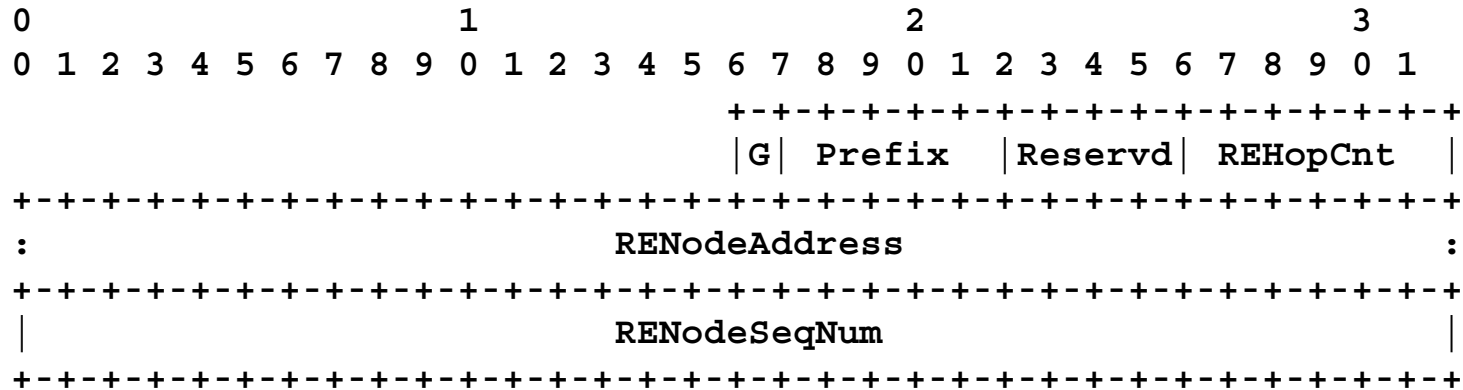 0                   1                   2                   3
0 1 2 3 4 5 6 7 8 9 0 1 2 3 4 5 6 7 8 9 0 1 2 3 4 5 6 7 8 9 0 1
                                +-+-+-+-+-+-+-+-+-+-+-+-+-+-+-+-+
                                |G| Prefix  |Reservd| REHopCnt  |
+-+-+-+-+-+-+-+-+-+-+-+-+-+-+-+-+-+-+-+-+-+-+-+-+-+-+-+-+-+-+-+-+
:                          RENodeAddress                        :
+-+-+-+-+-+-+-+-+-+-+-+-+-+-+-+-+-+-+-+-+-+-+-+-+-+-+-+-+-+-+-+-+
|                          RENodeSeqNum                         |
+-+-+-+-+-+-+-+-+-+-+-+-+-+-+-+-+-+-+-+-+-+-+-+-+-+-+-+-+-+-+-+-+